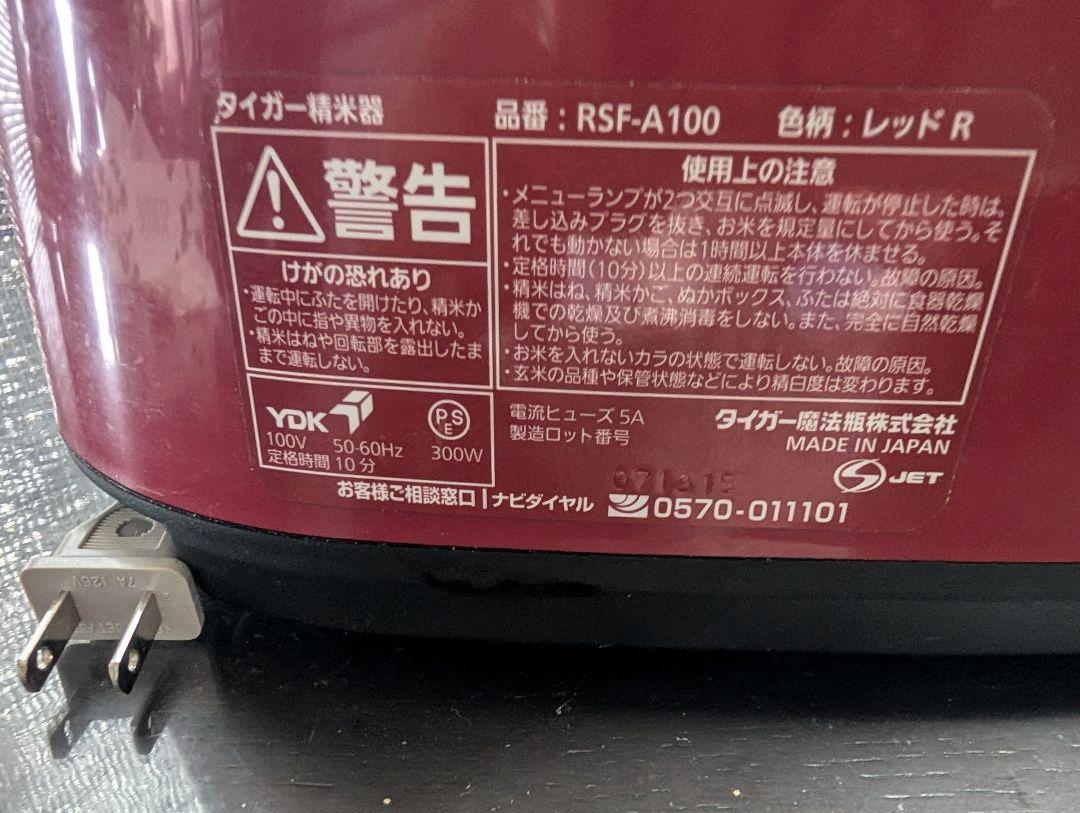 タイガー精米器 品番：RSF-A100 色柄：レッド R
警告
けがの恐れあり
・運転中にふたを開けたり、精米か
ごの中に指や異物を入れない。
・精米はねや回転部を露出したま
まで運転しない。
使用上の注意
・メニューランプが2つ交互に点滅し、運転が停止した時は、
差し込みプラグを抜き、お米を規定量にしてから使う。そ
れでも動かない場合は1時間以上本体を休ませる。
・定格時間(10分)以上の連続運転を行わない。故障の原因。
・精米はね、精米かご、ぬかボックス、ふたは絶対に食器乾燥
機での乾燥及び煮沸消毒をしない。また、完全に自然乾燥
してから使う。
・お米を入れないカラの状態で運転しない。故障の原因。
・玄米の品種や保管状態などにより精白度は変わります。
YDK
PSE
100V 50-60Hz 300W
定格時間 10 分
電流ヒューズ 5A
製造ロット番号
071315
タイガー魔法瓶株式会社
MADE IN JAPAN
JET
お客様ご相談窓口 | ナビダイヤル 0570-011101
7A 125V